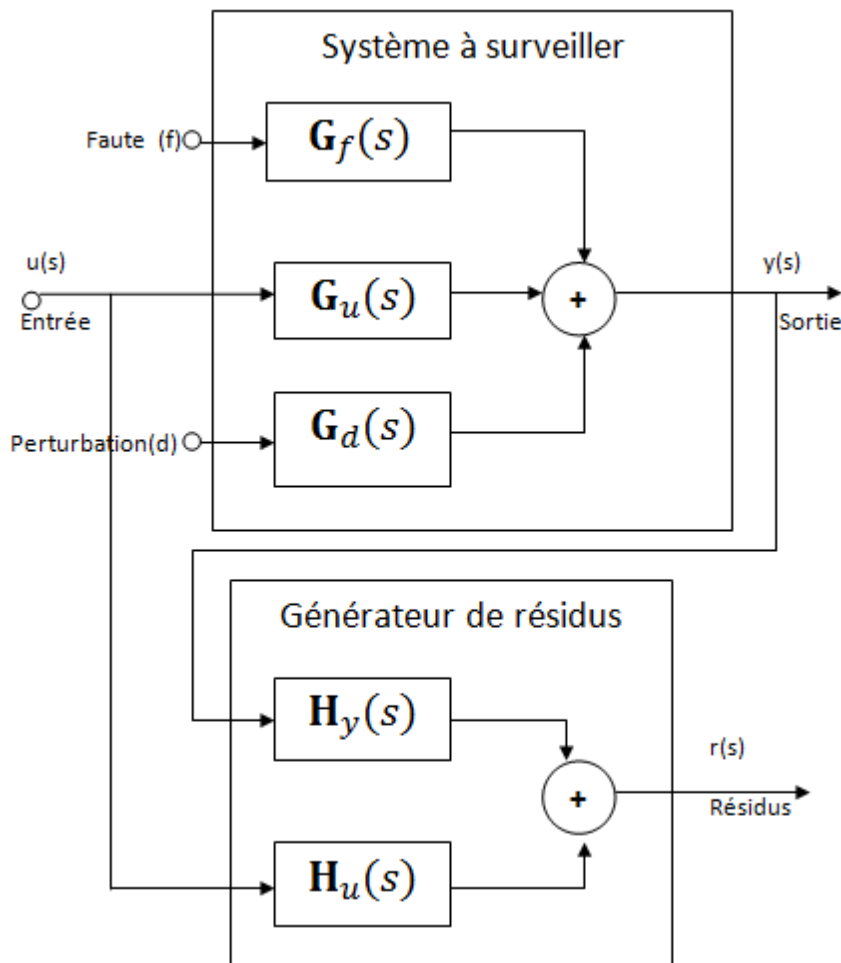 Système à surveiller
Faute (f)
𝐆𝑓(𝑠)
u(s)
Entrée
𝐆𝑢(𝑠)
+
y(s)
Sortie
Perturbation(d)
𝐆𝑑(𝑠)
Générateur de résidus
𝐇𝑦(𝑠)
+
r(s)
Résidus
𝐇𝑢(𝑠)